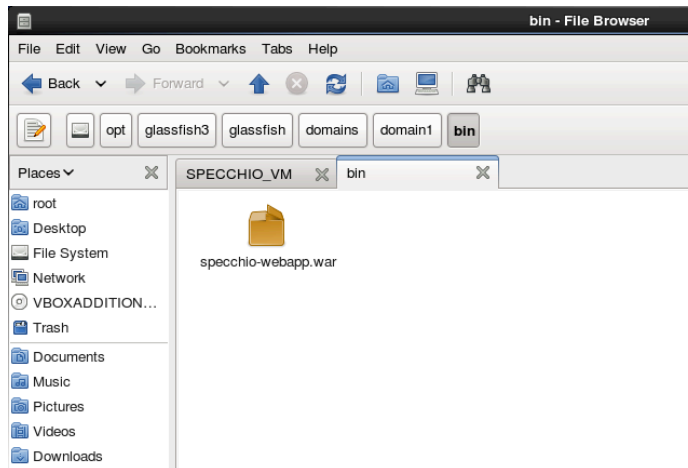 bin - File Browser
File Edit View Go Bookmarks Tabs Help
Back Forward
opt glassfish3 glassfish domains domain1 bin
Places SPECCHIO_VM bin
root
Desktop
File System
Network
VBOXADDITION...
Trash
Documents
Music
Pictures
Videos
Downloads
specchio-webapp.war